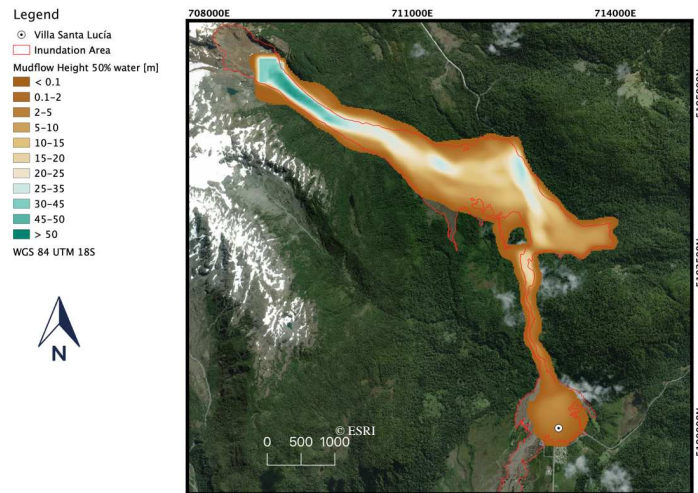 Legend
Villa Santa Lucía
Inundation Area
Mudflow Height 50% water [m]
< 0.1
0.1-2
2-5
5-10
10-15
15-20
20-25
25-35
30-45
45-50
> 50
WGS 84 UTM 18S
N
708000E 711000E 714000E
© ESRI
0 500 1000